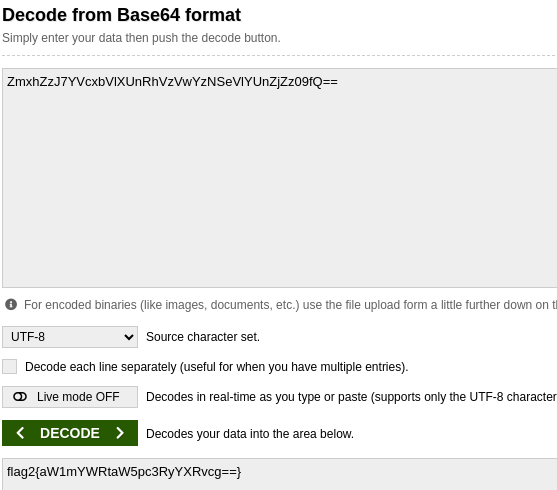 Decode from Base64 format
Simply enter your data then push the decode button.
ZmxhZzJ7YVcxbVlXUnRhVzVwYzNSeVlYUnZjZz09fQ==
For encoded binaries (like images, documents, etc.) use the file upload form a little further down on t
UTF-8 Source character set.
Decode each line separately (useful for when you have multiple entries).
Live mode OFF Decodes in real-time as you type or paste (supports only the UTF-8 character
DECODE Decodes your data into the area below.
flag2{aW1mYWRtaW5pc3RyYXRvcg==}